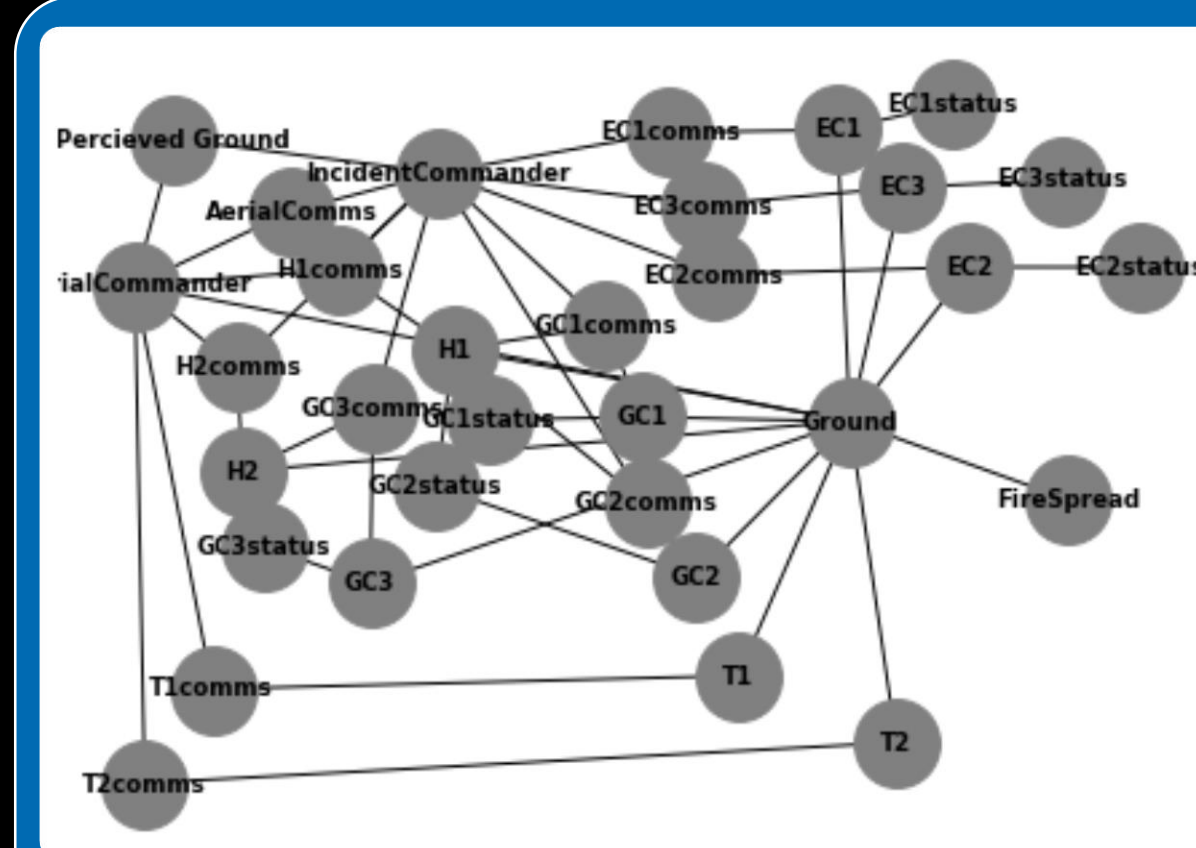 EC1status
EC1comms
EC1
Percieved Ground
IncidentCommander
EC3status
EC3
EC3comms
AerialComms
H1comms
EC2comms
EC2
EC2status
ialCommander
GC1comms
H1
H2comms
GC3comms
GC1status
GC1
Ground
H2
GC2status
GC2comms
FireSpread
GC3status
GC3
GC2
T1comms
T1
T2
T2comms